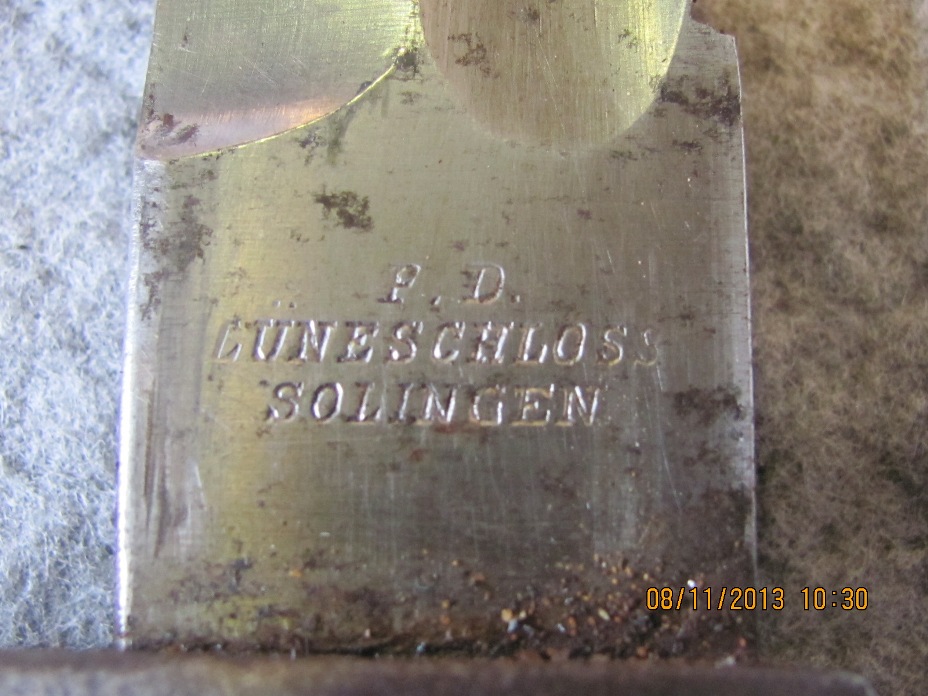 P.D.
LÜNESCHLOSS
SOLINGEN
08/11/2013 10:30